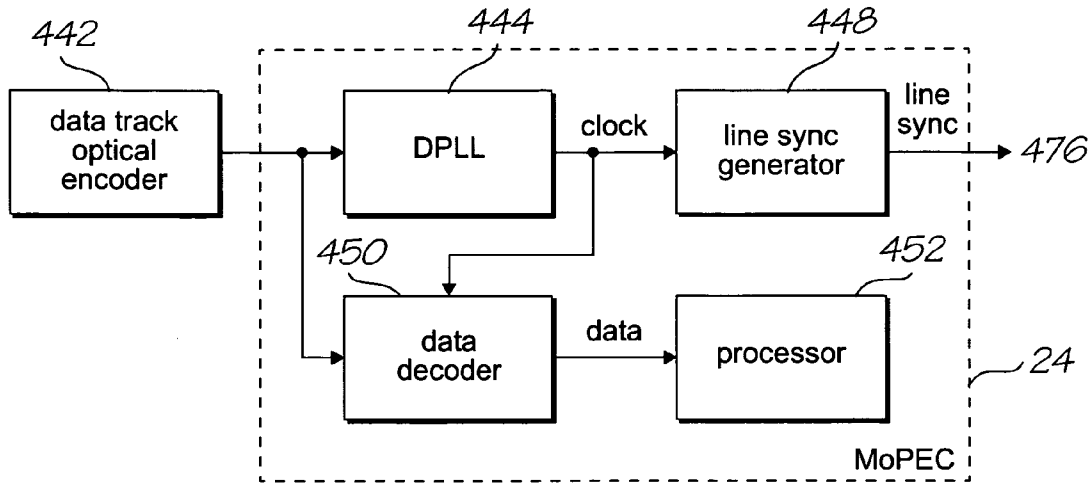 442
444
448
data track
optical
encoder
DPLL
clock
line sync
generator
line
sync
476
450
452
data
decoder
data
processor
24
MoPEC